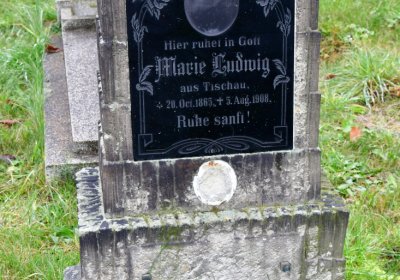 Hier ruhet in Gott
Marie Ludwig
aus Tischau,
* 20. Oct. 1865, † 5. Aug. 1908.
Ruhe sanft!